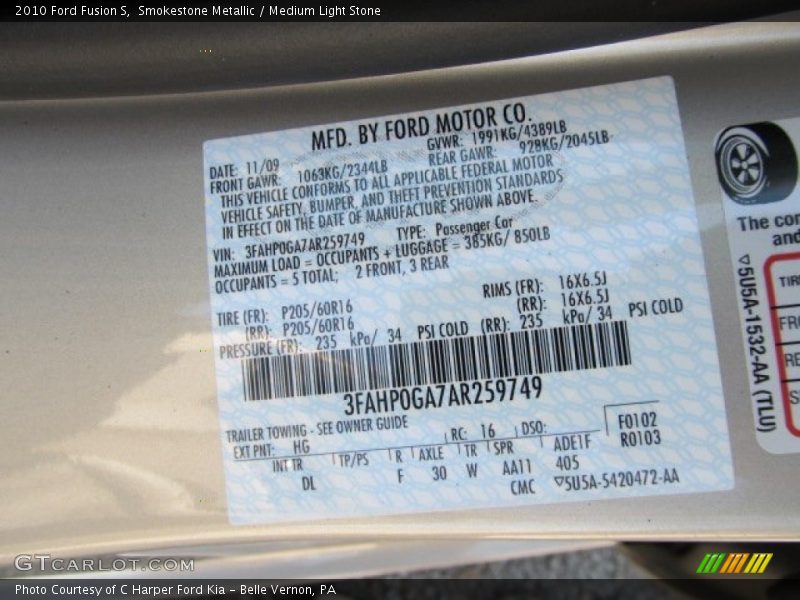 2010 Ford Fusion S,  Smokestone Metallic / Medium Light Stone
MFD. BY FORD MOTOR CO.
DATE: 11/09 GVWR: 1991KG/4389LB
FRONT GAWR: 1063KG/2344LB REAR GAWR: 928KG/2045LB
THIS VEHICLE CONFORMS TO ALL APPLICABLE FEDERAL MOTOR
VEHICLE SAFETY, BUMPER, AND THEFT PREVENTION STANDARDS
IN EFFECT ON THE DATE OF MANUFACTURE SHOWN ABOVE.
VIN: 3FAHP0GA7AR259749 TYPE: Passenger Car
MAXIMUM LOAD = OCCUPANTS + LUGGAGE = 385KG/ 850LB
OCCUPANTS = 5 TOTAL; 2 FRONT, 3 REAR
TIRE (FR): P205/60R16 RIMS (FR): 16X6.5J
(RR): P205/60R16 (RR): 16X6.5J
PRESSURE (FR): 235 kPa/ 34 PSI COLD (RR): 235 kPa/ 34 PSI COLD
3FAHP0GA7AR259749
TRAILER TOWING - SEE OWNER GUIDE
EXT PNT: HG RC: 16 DSO: F0102
INT TR TP/PS R AXLE TR SPR ADE1F R0103
DL F 30 W AA11 405
CMC ▽5U5A-5420472-AA
The
and
▽5U5A-1532-AA (TLU)
GTCARLOT.COM
Photo Courtesy of C Harper Ford Kia – Belle Vernon, PA